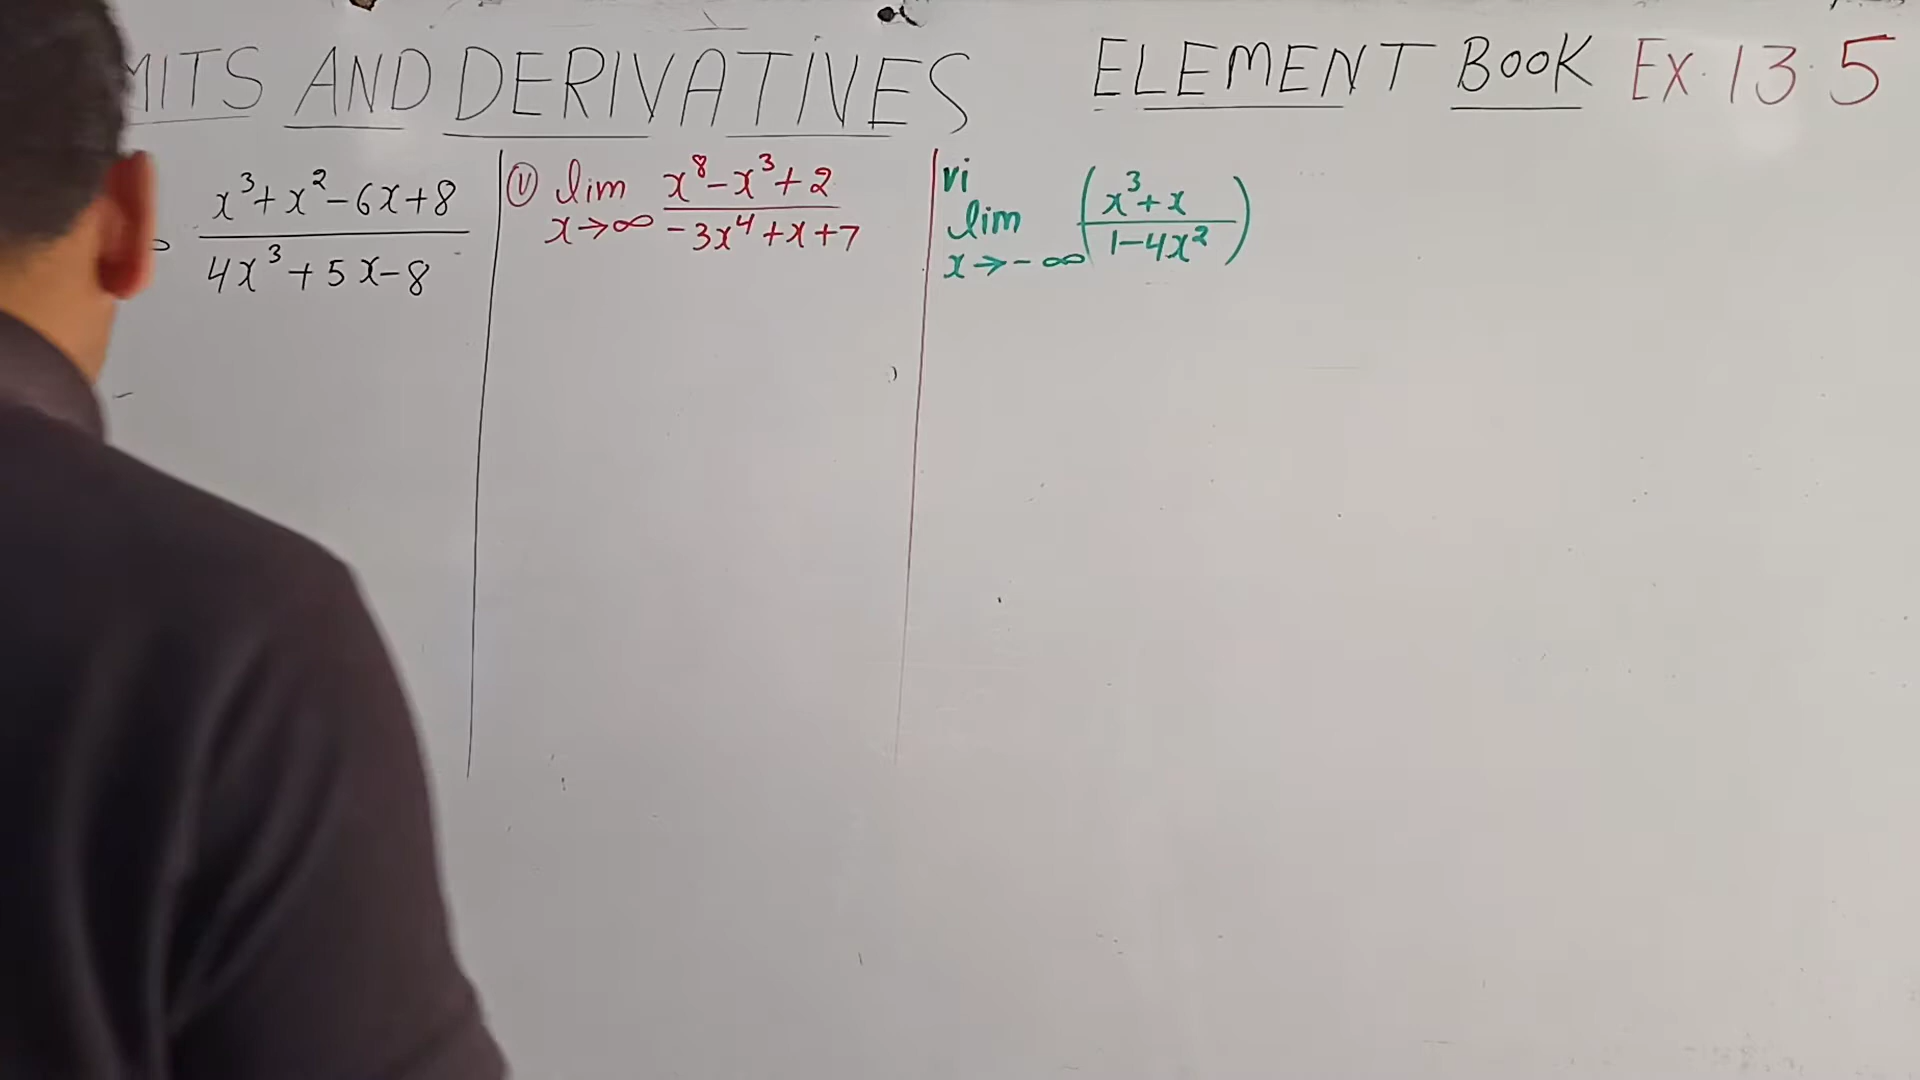 MITS AND DERIVATIVES
ELEMENT BOOK EX. 13.5
x³+x²-6x+8
4x³+5x-8
(v) lim x⁸-x³+2
x→∞ -3x⁴+x+7
vi
lim (x³+x
x→-∞ 1-4x²)